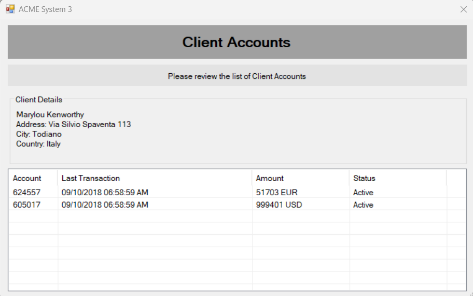 ACME System 3
Client Accounts
Please review the list of Client Accounts
Client Details
Marylou Kenworthy
Address: Via Silvio Spaventa 113
City: Todiano
Country: Italy
Account Last Transaction Amount Status
624557 09/10/2018 06:58:59 AM 51703 EUR Active
605017 09/10/2018 06:58:59 AM 999401 USD Active